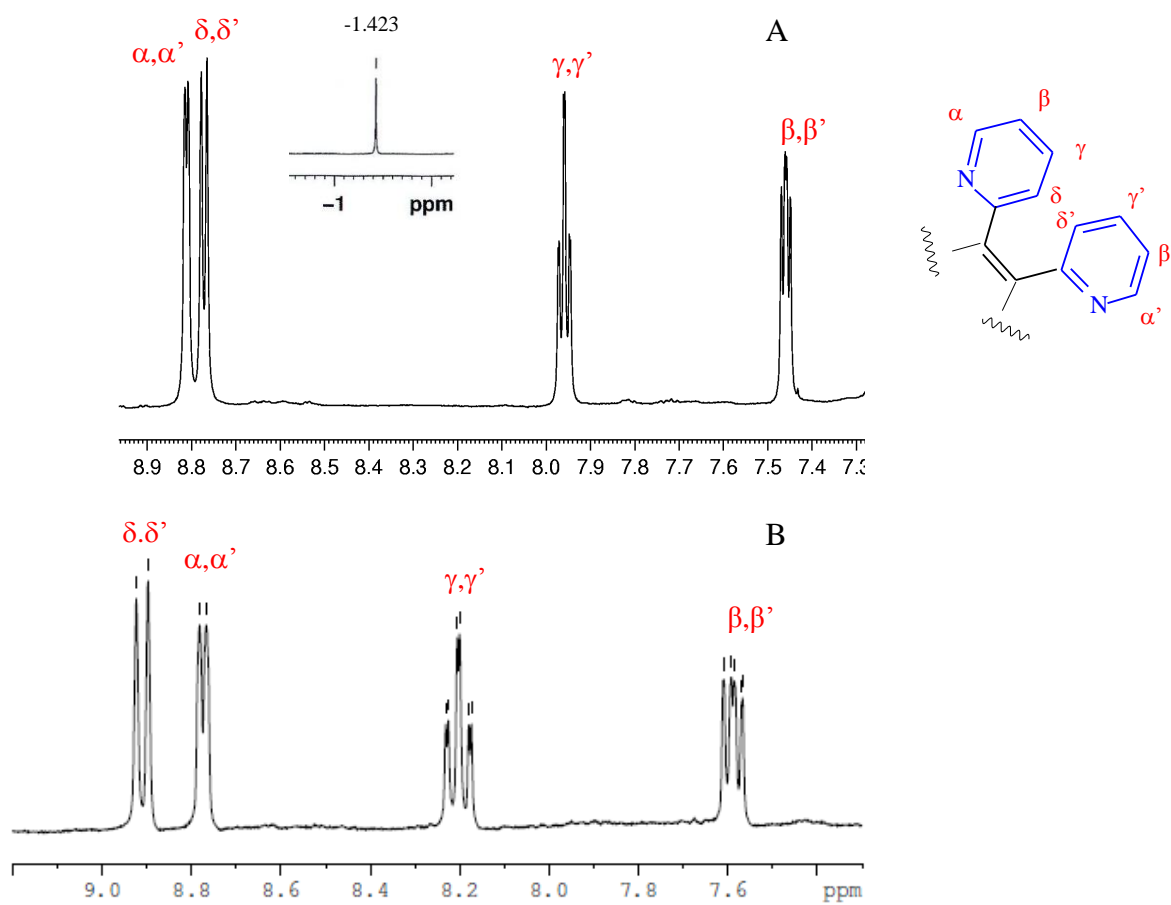 -1.423
A
δ,δ’
α,α’
γ,γ’
β,β’
−1 ppm
8.9 8.8 8.7 8.6 8.5 8.4 8.3 8.2 8.1 8.0 7.9 7.8 7.7 7.6 7.5 7.4 7.3
α
β
γ
N
δ
δ’
γ’
β
N
α’
B
δ.δ’
α,α’
γ,γ’
β,β’
9.0 8.8 8.6 8.4 8.2 8.0 7.8 7.6 ppm